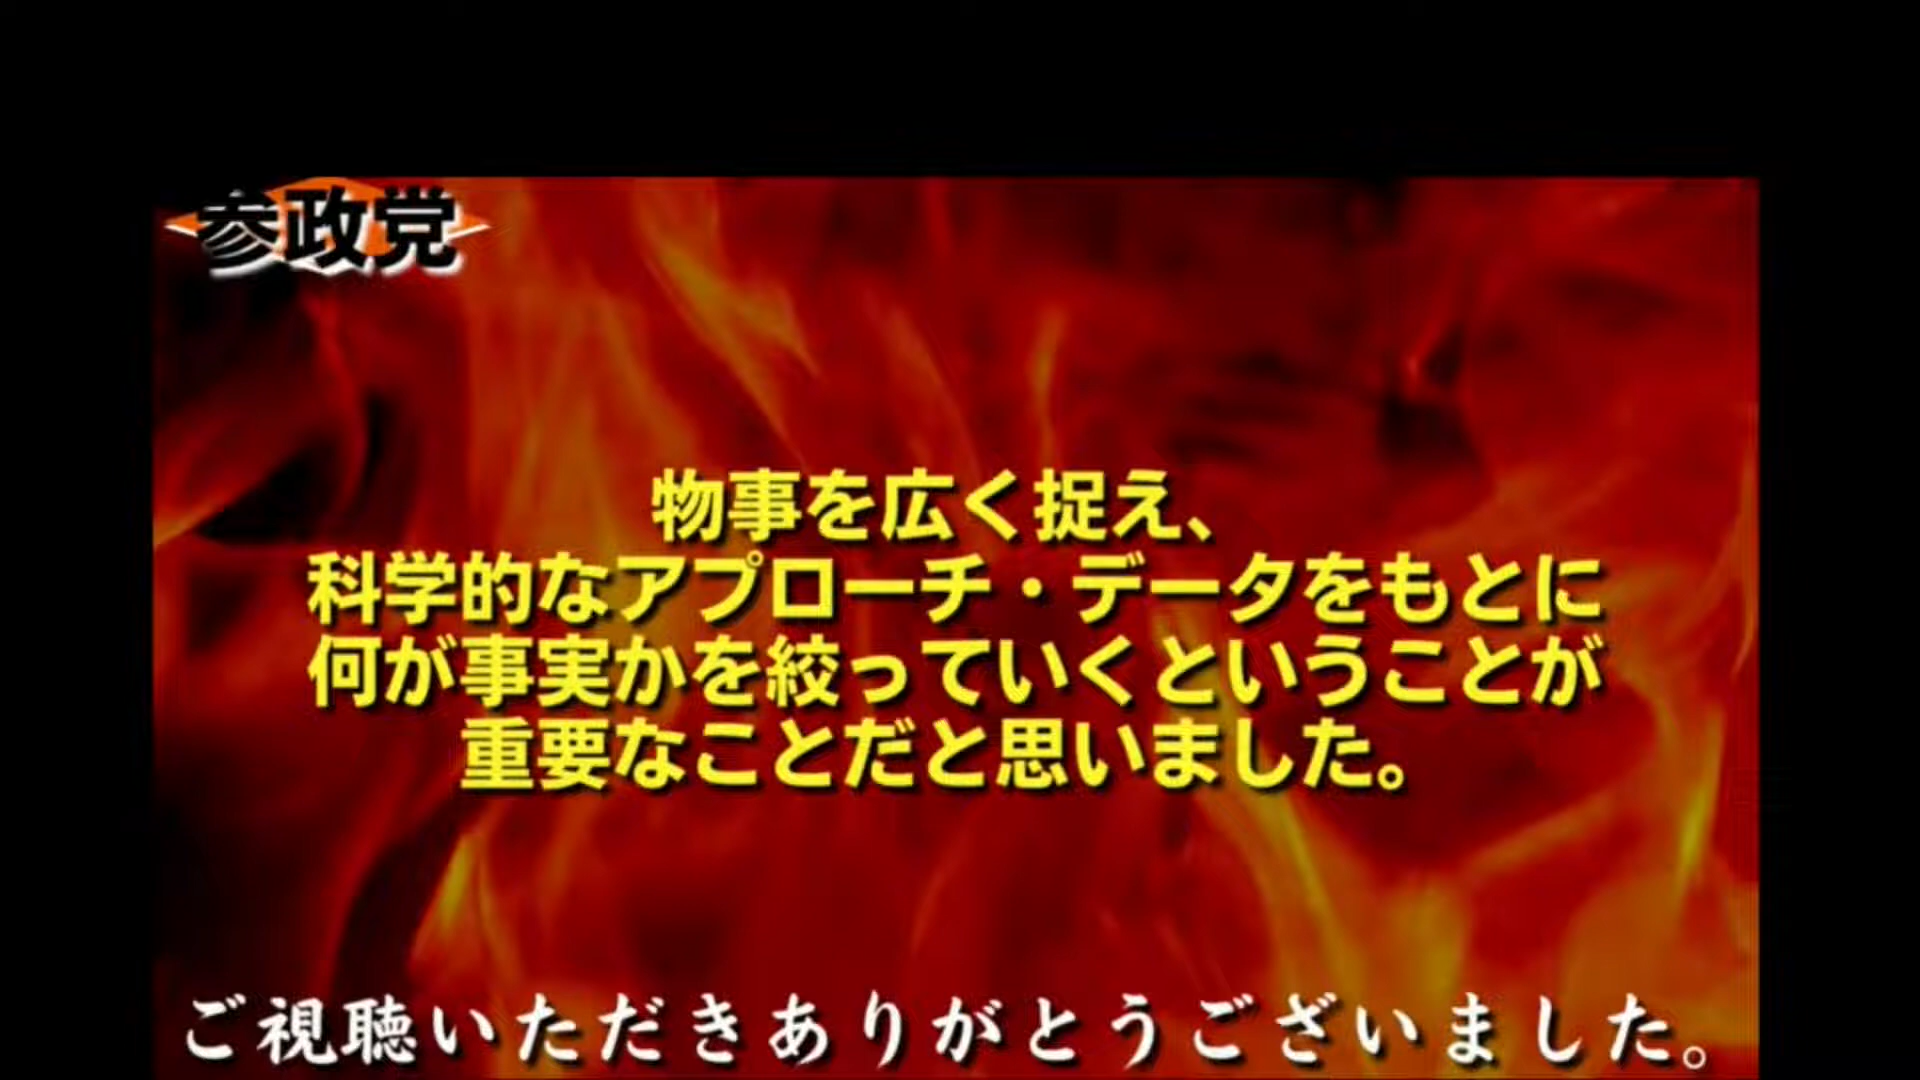 参政党
物事を広く捉え、
科学的なアプローチ・データをもとに
何が事実かを絞っていくということが
重要なことだと思いました。
ご視聴いただきありがとうございました。